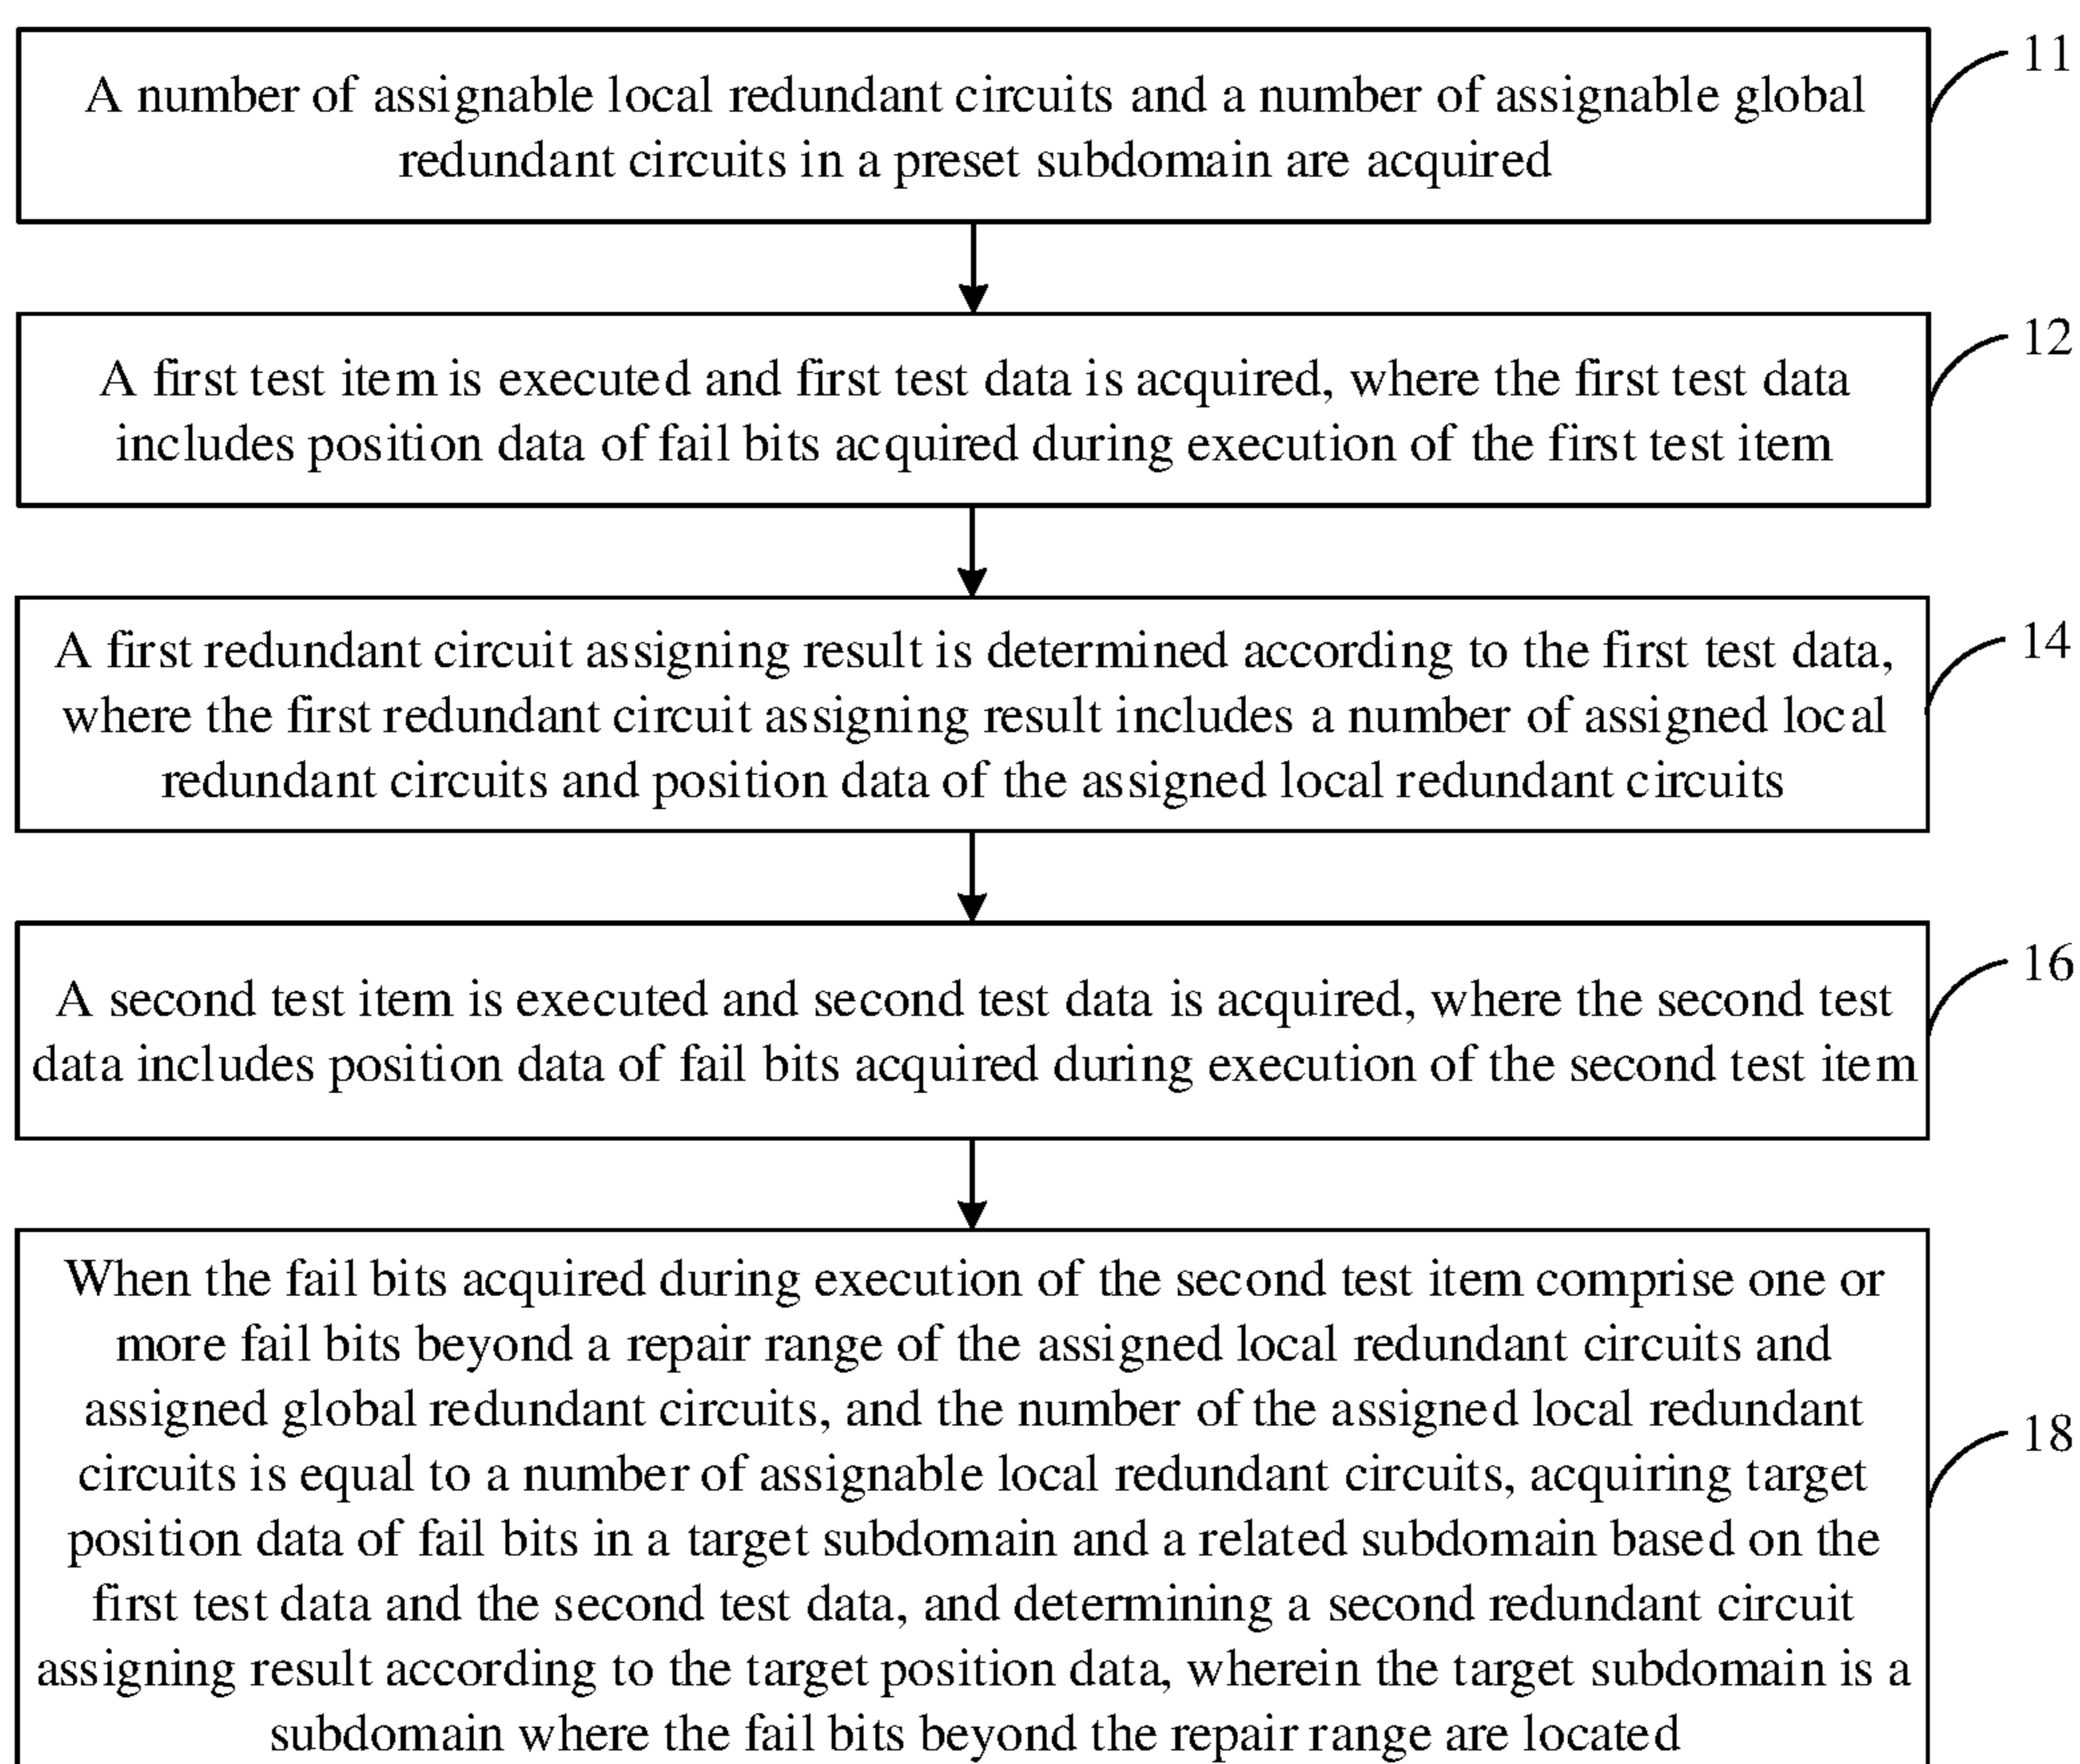 A number of assignable local redundant circuits and a number of assignable global
redundant circuits in a preset subdomain are acquired
11
A first test item is executed and first test data is acquired, where the first test data
includes position data of fail bits acquired during execution of the first test item
12
A first redundant circuit assigning result is determined according to the first test data,
where the first redundant circuit assigning result includes a number of assigned local
redundant circuits and position data of the assigned local redundant circuits
14
A second test item is executed and second test data is acquired, where the second test
data includes position data of fail bits acquired during execution of the second test item
16
When the fail bits acquired during execution of the second test item comprise one or
more fail bits beyond a repair range of the assigned local redundant circuits and
assigned global redundant circuits, and the number of the assigned local redundant
circuits is equal to a number of assignable local redundant circuits, acquiring target
position data of fail bits in a target subdomain and a related subdomain based on the
first test data and the second test data, and determining a second redundant circuit
assigning result according to the target position data, wherein the target subdomain is a
subdomain where the fail bits beyond the repair range are located
18